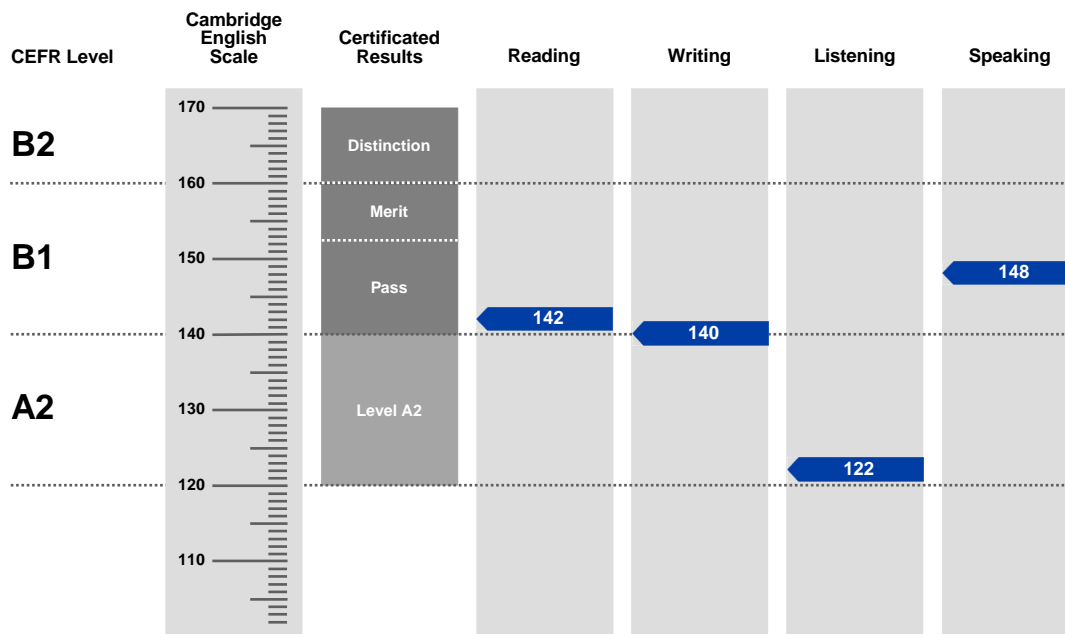 CEFR Level
Cambridge
English
Scale
Certificated
Results
Reading
Writing
Listening
Speaking
170
B2
Distinction
160
Merit
B1
150
Pass
148
142
140
140
A2
130
Level A2
122
120
110